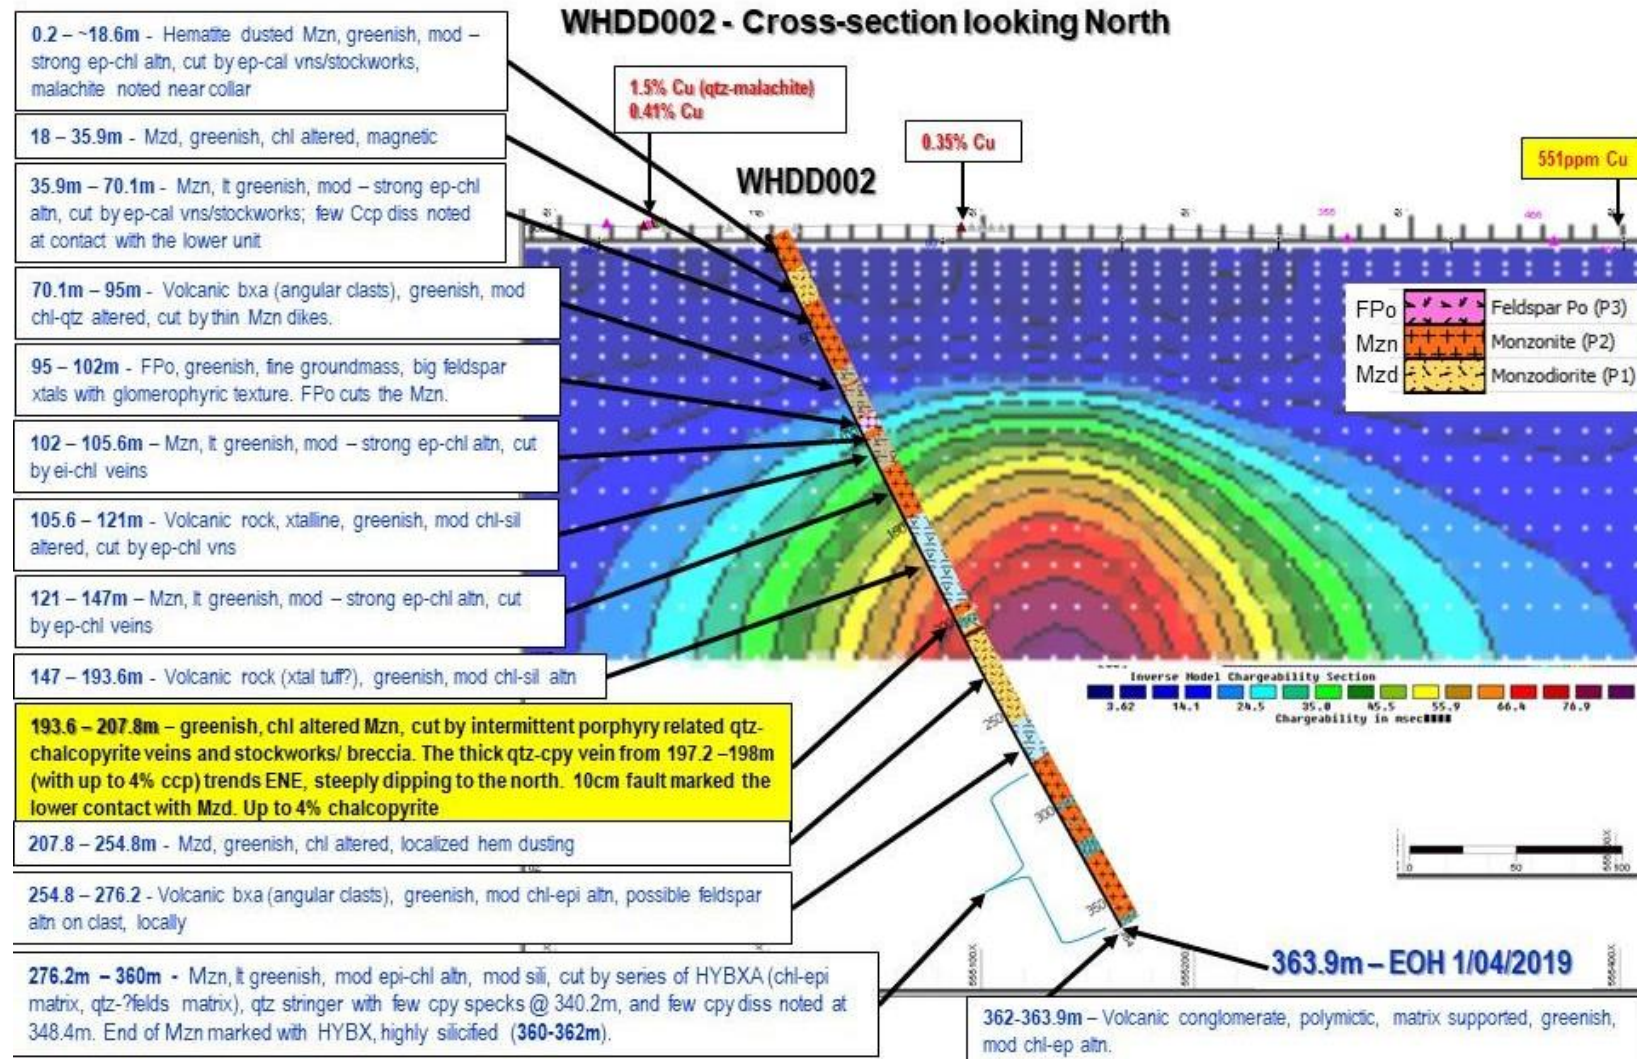 WHDD002 - Cross-section looking North
0.2 – ~18.6m - Hematite dusted Mzn, greenish, mod –
strong ep-chl altn, cut by ep-cal vns/stockworks,
malachite noted near collar
18 – 35.9m - Mzd, greenish, chl altered, magnetic
35.9m – 70.1m - Mzn, lt greenish, mod – strong ep-chl
altn, cut by ep-cal vns/stockworks; few Ccp diss noted
at contact with the lower unit
70.1m – 95m - Volcanic bxa (angular clasts), greenish, mod
chl-qtz altered, cut by thin Mzn dikes.
95 – 102m - FPo, greenish, fine groundmass, big feldspar
xtals with glomerophyric texture. FPo cuts the Mzn.
102 – 105.6m – Mzn, lt greenish, mod – strong ep-chl altn, cut
by ei-chl veins
105.6 – 121m - Volcanic rock, xtalline, greenish, mod chl-sil
altered, cut by ep-chl vns
121 – 147m – Mzn, lt greenish, mod – strong ep-chl altn, cut
by ep-chl veins
147 – 193.6m - Volcanic rock (xtal tuff?), greenish, mod chl-sil altn
193.6 – 207.8m – greenish, chl altered Mzn, cut by intermittent porphyry related qtz-
chalcopyrite veins and stockworks/ breccia. The thick qtz-cpy vein from 197.2 –198m
(with up to 4% ccp) trends ENE, steeply dipping to the north. 10cm fault marked the
lower contact with Mzd. Up to 4% chalcopyrite
207.8 – 254.8m - Mzd, greenish, chl altered, localized hem dusting
254.8 – 276.2 - Volcanic bxa (angular clasts), greenish, mod chl-epi altn, possible feldspar
altn on clast, locally
276.2m – 360m - Mzn, lt greenish, mod epi-chl altn, mod sili, cut by series of HYBXA (chl-epi
matrix, qtz-?felds matrix), qtz stringer with few cpy specks @ 340.2m, and few cpy diss noted at
348.4m. End of Mzn marked with HYBX, highly silicified (360-362m).
1.5% Cu (qtz-malachite)
0.41% Cu
0.35% Cu
551ppm Cu
WHDD002
FPo Feldspar Po (P3)
Mzn Monzonite (P2)
Mzd Monzodiorite (P1)
Inverse Model Chargeability Section
3.62 14.1 24.5 35.0 45.5 55.9 66.4 76.9
Chargeability in msec
250
300
350
0 50 100
363.9m – EOH 1/04/2019
362-363.9m – Volcanic conglomerate, polymictic, matrix supported, greenish,
mod chl-ep altn.